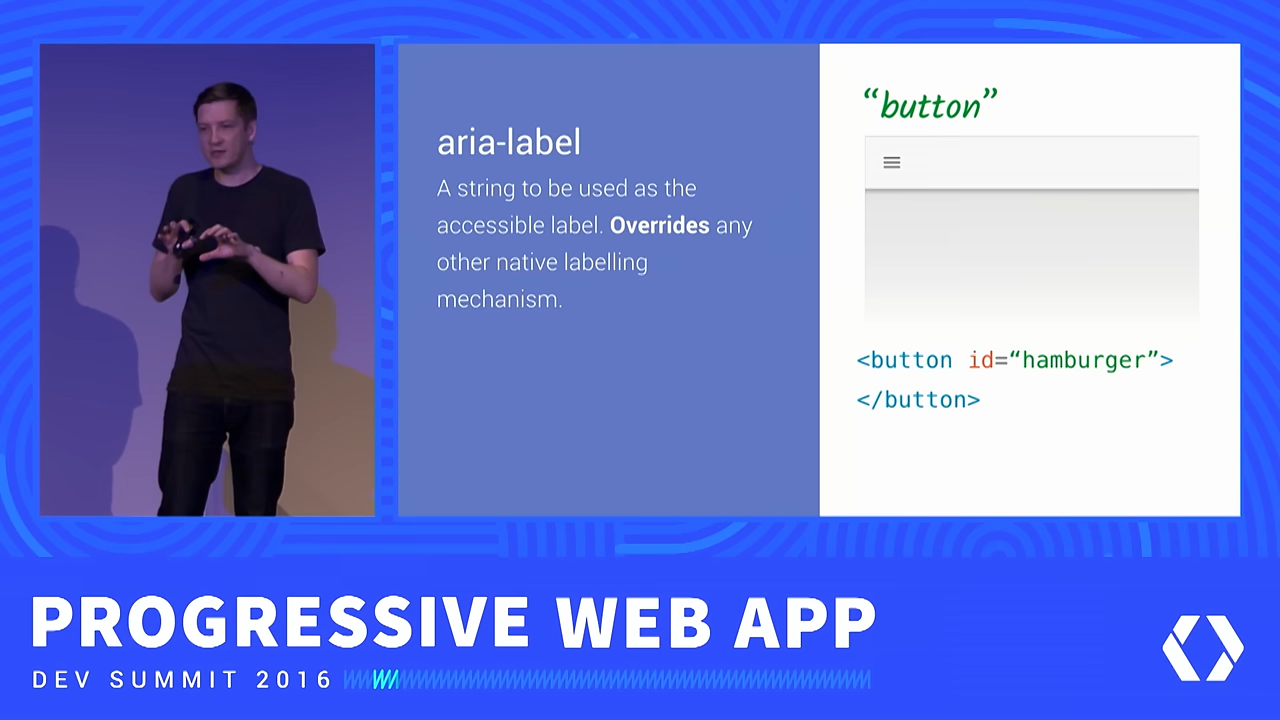 aria-label
A string to be used as the
accessible label. Overrides any
other native labelling
mechanism.
“button”
<button id=“hamburger”>
</button>
PROGRESSIVE WEB APP
DEV SUMMIT 2016